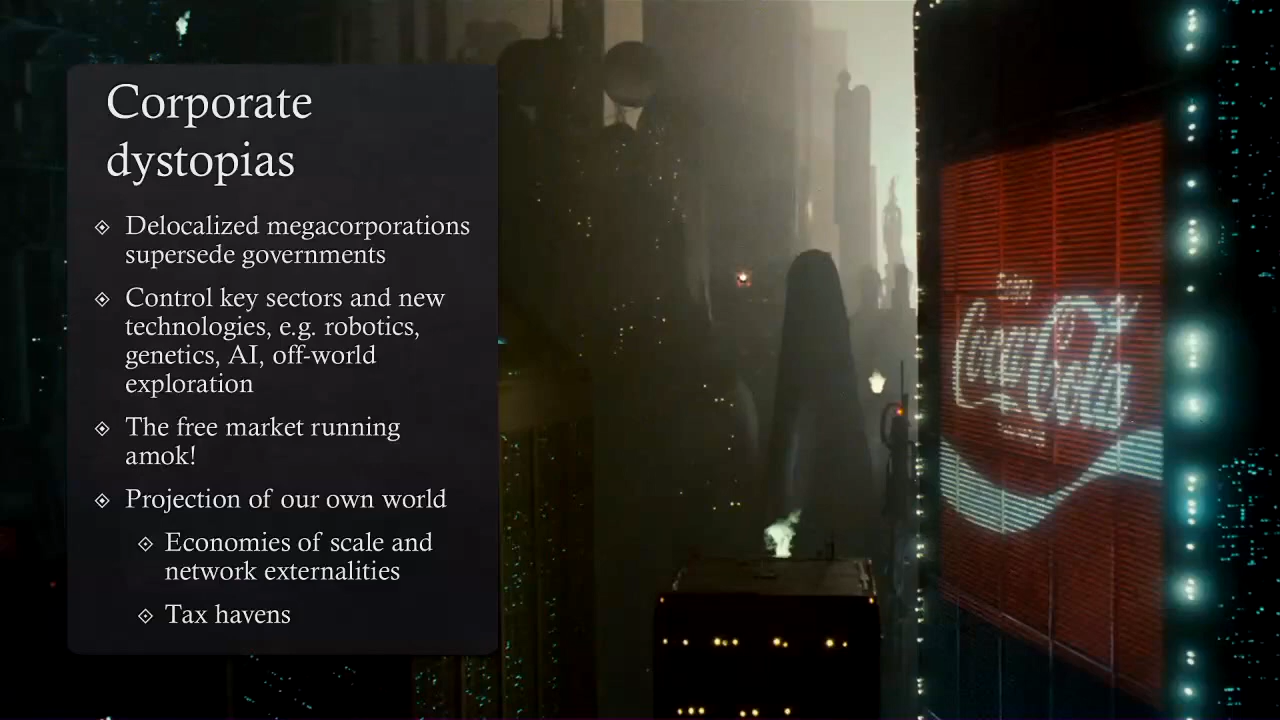 Corporate
dystopias
Delocalized megacorporations
supersede governments
Control key sectors and new
technologies, e.g. robotics,
genetics, AI, off-world
exploration
The free market running
amok!
Projection of our own world
Economies of scale and
network externalities
Tax havens
Enjoy
Coca-Cola